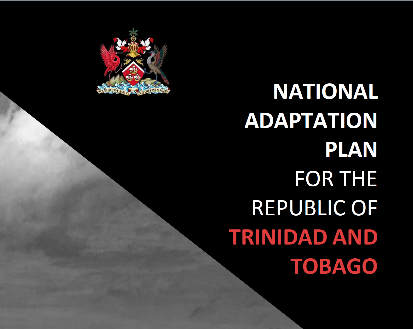 NATIONAL
ADAPTATION
PLAN
FOR THE
REPUBLIC OF
TRINIDAD AND
TOBAGO